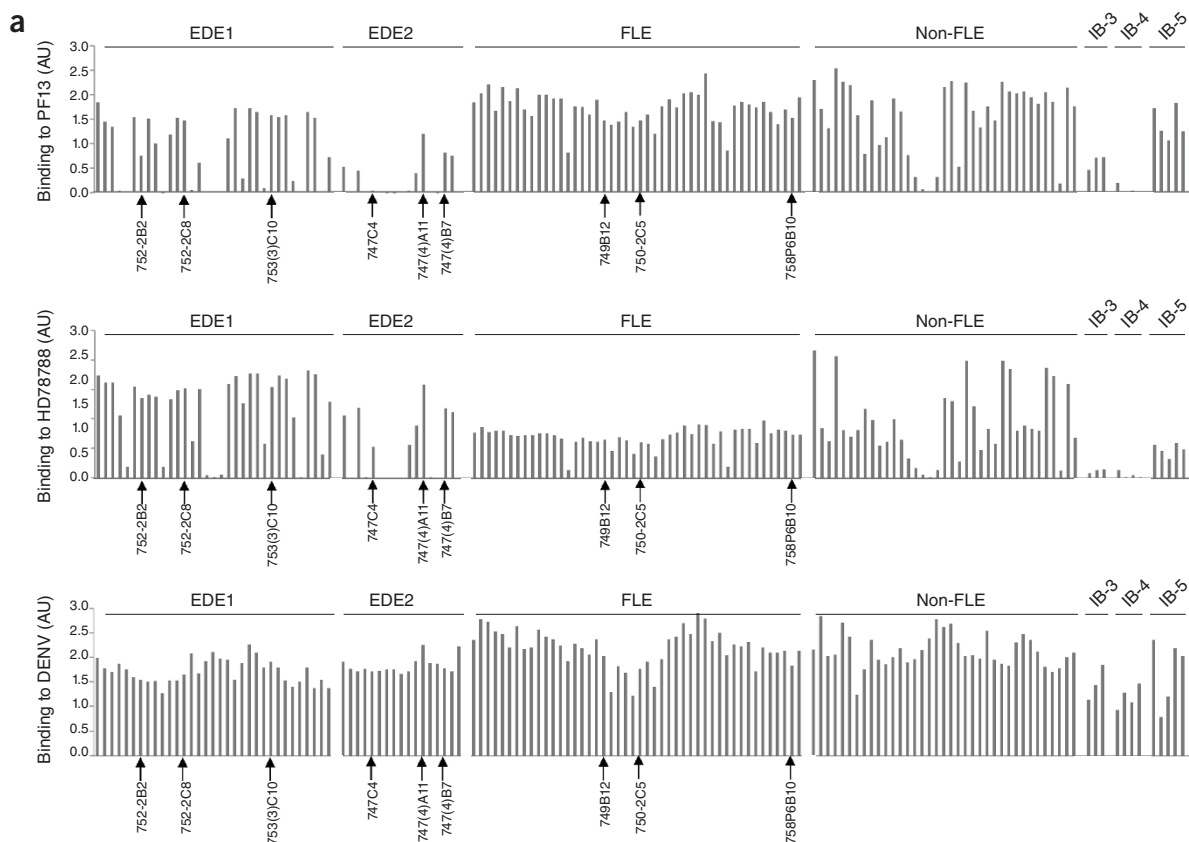 a
EDE1 EDE2 FLE Non-FLE IB-3 IB-4 IB-5
Binding to PF13 (AU)
3.0
2.5
2.0
1.5
1.0
0.5
0.0
752-2B2 752-2C8 753(3)C10 747C4 747(4)A11 747(4)B7 749B12 750-2C5 758P6B10
EDE1 EDE2 FLE Non-FLE IB-3 IB-4 IB-5
Binding to HD78788 (AU)
3.0
2.5
2.0
1.5
1.0
0.5
0.0
752-2B2 752-2C8 753(3)C10 747C4 747(4)A11 747(4)B7 749B12 750-2C5 758P6B10
EDE1 EDE2 FLE Non-FLE IB-3 IB-4 IB-5
Binding to DENV (AU)
3.0
2.5
2.0
1.5
1.0
0.5
0.0
752-2B2 752-2C8 753(3)C10 747C4 747(4)A11 747(4)B7 749B12 750-2C5 758P6B10